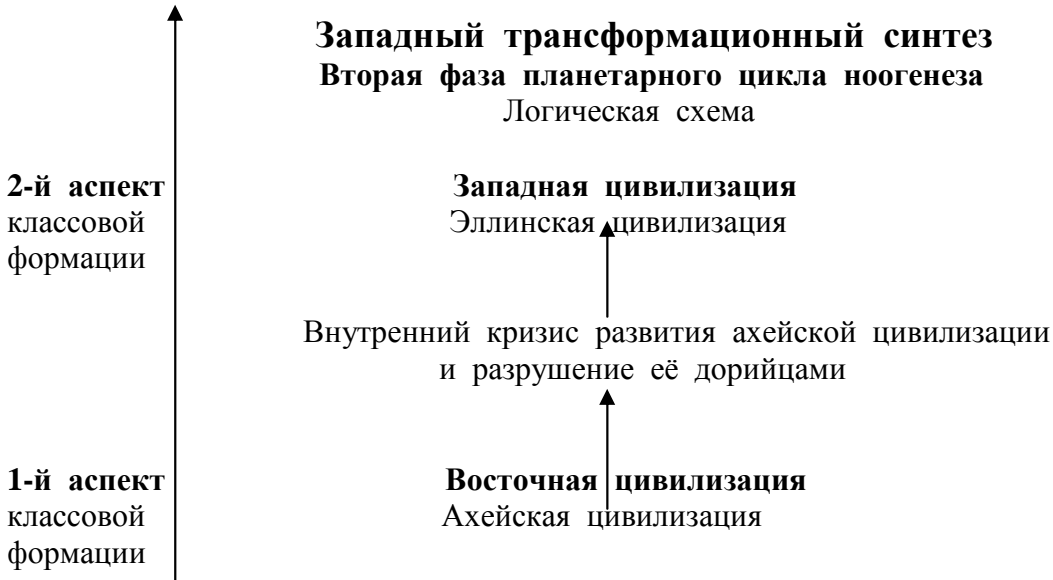 Западный трансформационный синтез
Вторая фаза планетарного цикла ноогенеза
Логическая схема
2-й аспект
классовой
формации
Западная цивилизация
Эллинская цивилизация
Внутренний кризис развития ахейской цивилизации
и разрушение её дорийцами
1-й аспект
классовой
формации
Восточная цивилизация
Ахейская цивилизация